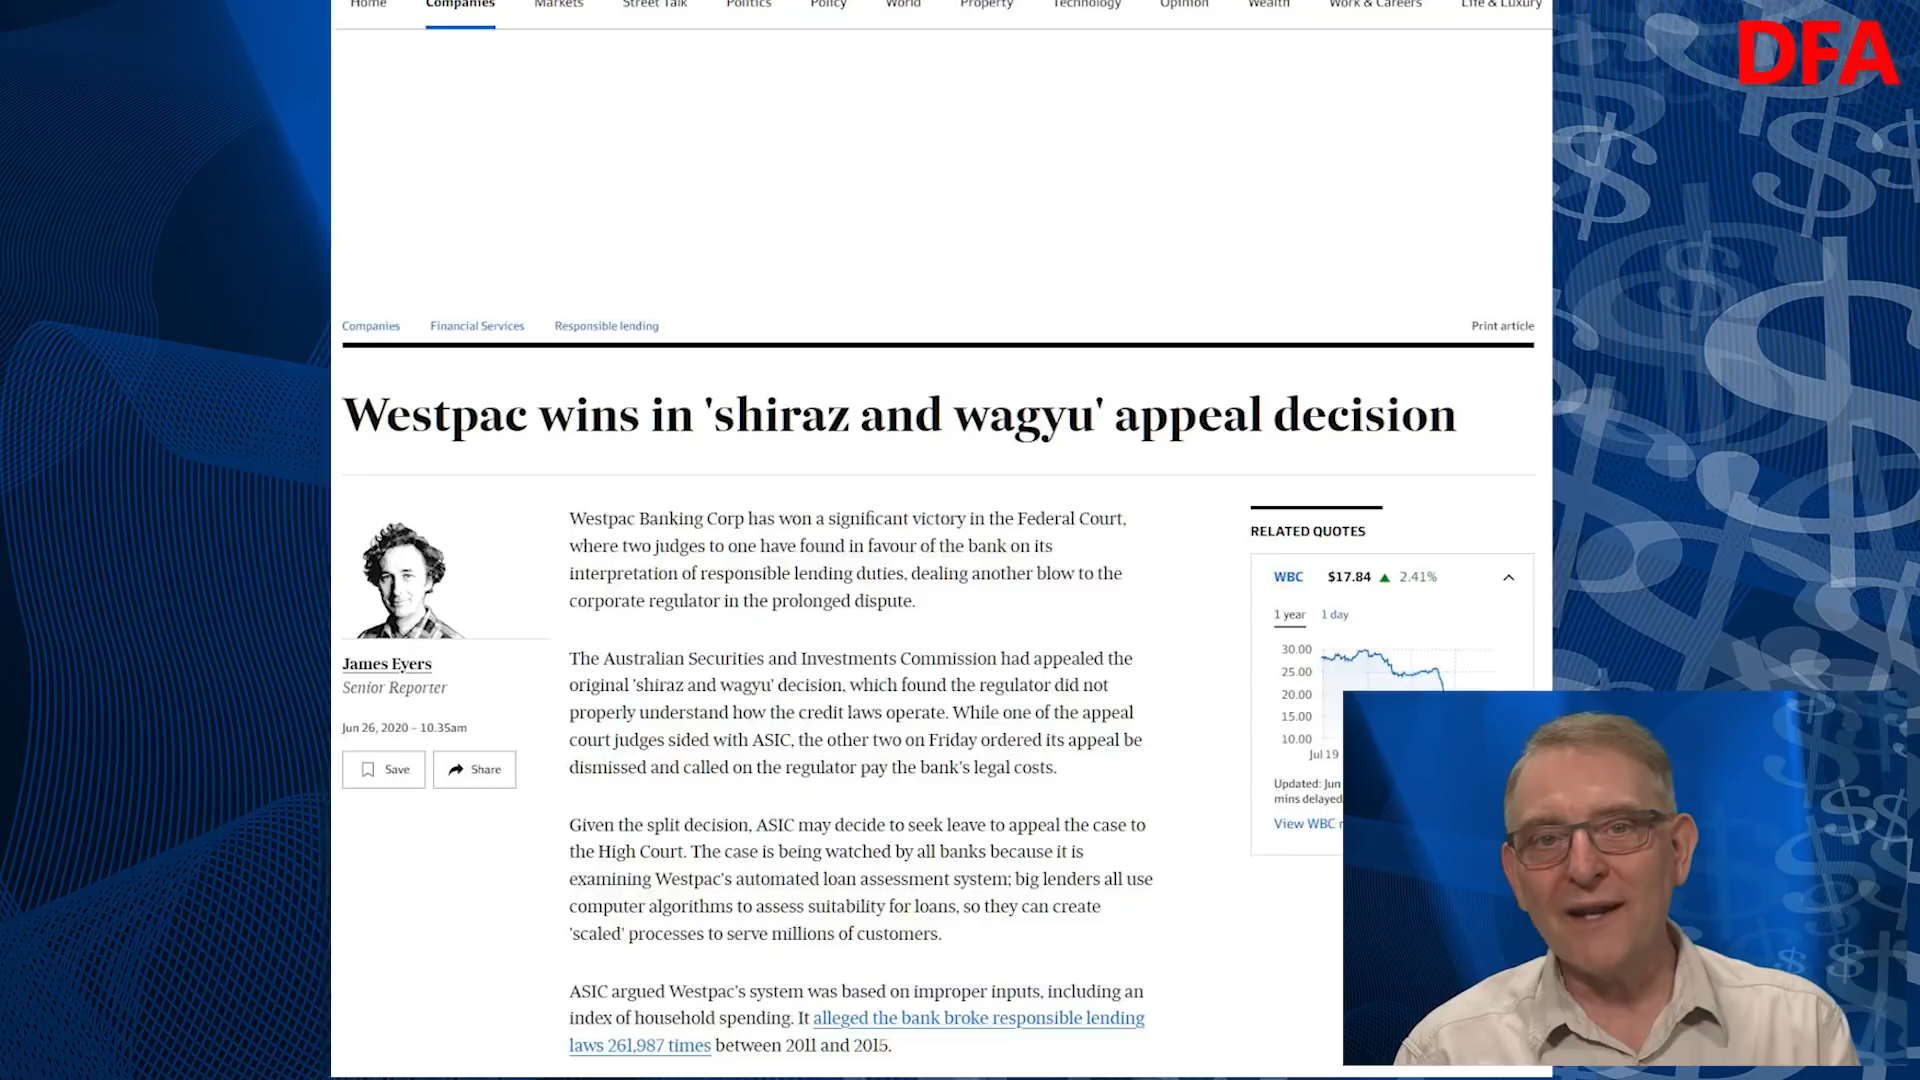 Home Companies Markets Street Talk Politics Policy World Property Technology Opinion Wealth Work & Careers Life & Luxury
DFA
Companies Financial Services Responsible lending Print article
Westpac wins in 'shiraz and wagyu' appeal decision
James Eyers
Senior Reporter
Jun 26, 2020 – 10.35am
Save Share
Westpac Banking Corp has won a significant victory in the Federal Court,
where two judges to one have found in favour of the bank on its
interpretation of responsible lending duties, dealing another blow to the
corporate regulator in the prolonged dispute.
The Australian Securities and Investments Commission had appealed the
original 'shiraz and wagyu' decision, which found the regulator did not
properly understand how the credit laws operate. While one of the appeal
court judges sided with ASIC, the other two on Friday ordered its appeal be
dismissed and called on the regulator pay the bank's legal costs.
Given the split decision, ASIC may decide to seek leave to appeal the case to
the High Court. The case is being watched by all banks because it is
examining Westpac's automated loan assessment system; big lenders all use
computer algorithms to assess suitability for loans, so they can create
'scaled' processes to serve millions of customers.
ASIC argued Westpac's system was based on improper inputs, including an
index of household spending. It alleged the bank broke responsible lending
laws 261,987 times between 2011 and 2015.
RELATED QUOTES
WBC $17.84 ▲ 2.41%
1 year 1 day
30.00
25.00
20.00
15.00
10.00
Jul 19
Updated: Jun
mins delayed
View WBC